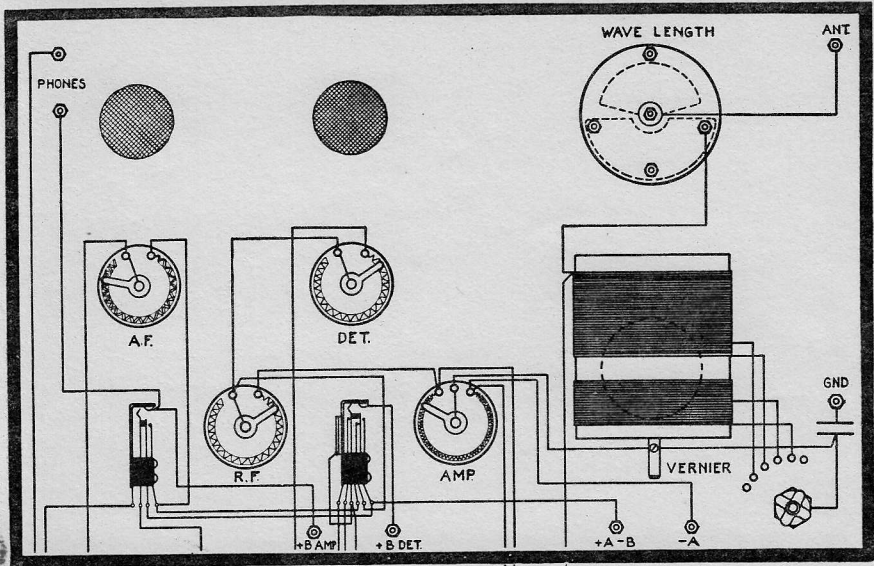 WAVE LENGTH
ANT.
PHONES
A.F.
DET.
GND
R.F.
AMP.
VERNIER
+B AMP
+B DET.
+A-B
-A